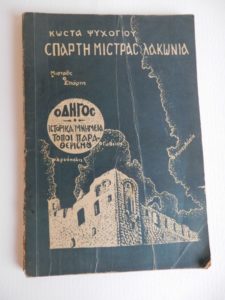 ΚΩΣΤΑ ΨΥΧΟΓΙΟΥ
ΣΠΑΡΤΗ ΜΙΣΤΡΑΣ ΛΑΚΩΝΙΑ
Μιστράς
Σπάρτη
ΟΔΗΓΟΣ
ΙΣΤΟΡΙΚΑ ΜΝΗΜΕΙΑ
ΤΟΠΟΙ ΠΑΡΑ-
ΘΕΡΙΣΜΟΥ